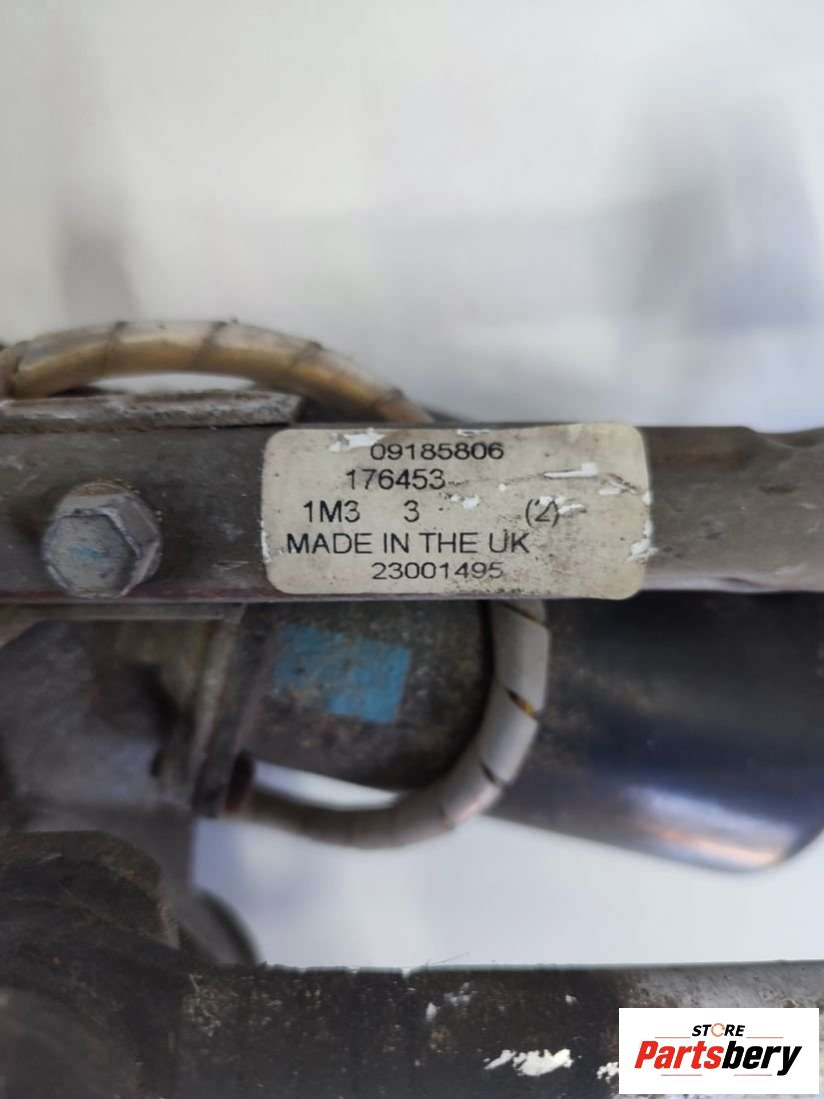 09185806
176453
1M3 3 (2)
MADE IN THE UK
23001495
STORE
Partsbery